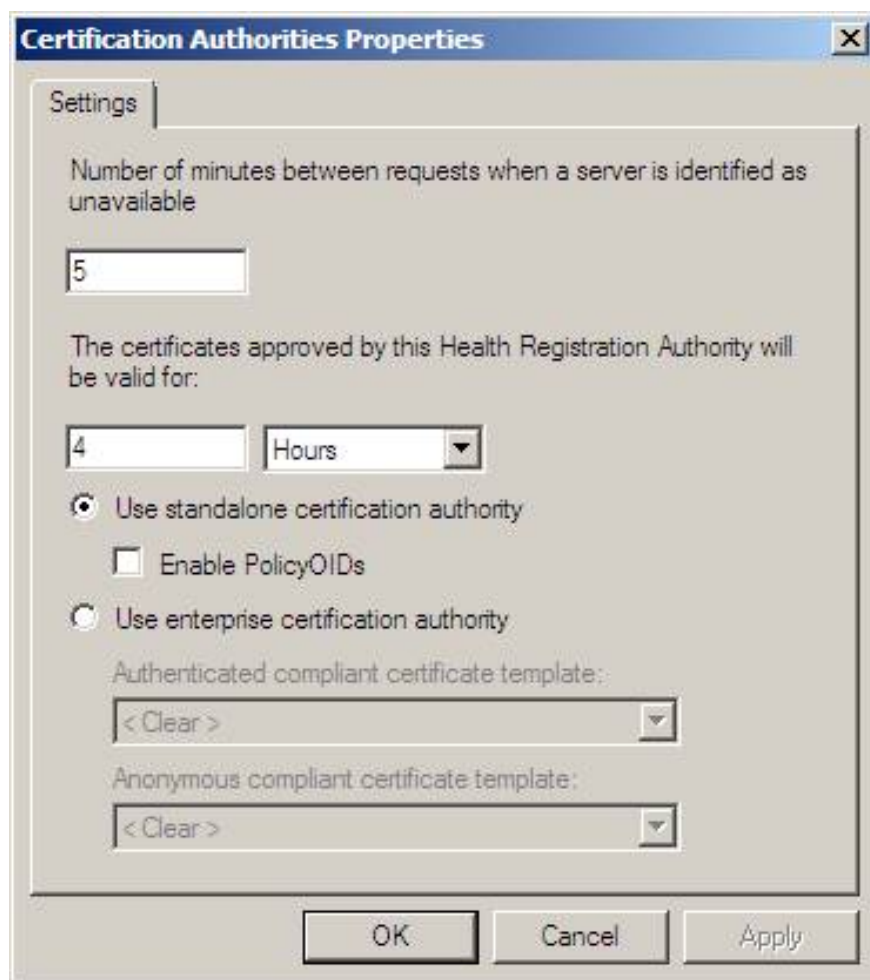 Certification Authorities Properties
Settings
Number of minutes between requests when a server is identified as
unavailable
5
The certificates approved by this Health Registration Authority will
be valid for:
4 Hours
Use standalone certification authority
Enable PolicyOIDs
Use enterprise certification authority
Authenticated compliant certificate template:
< Clear >
Anonymous compliant certificate template:
< Clear >
OK Cancel Apply